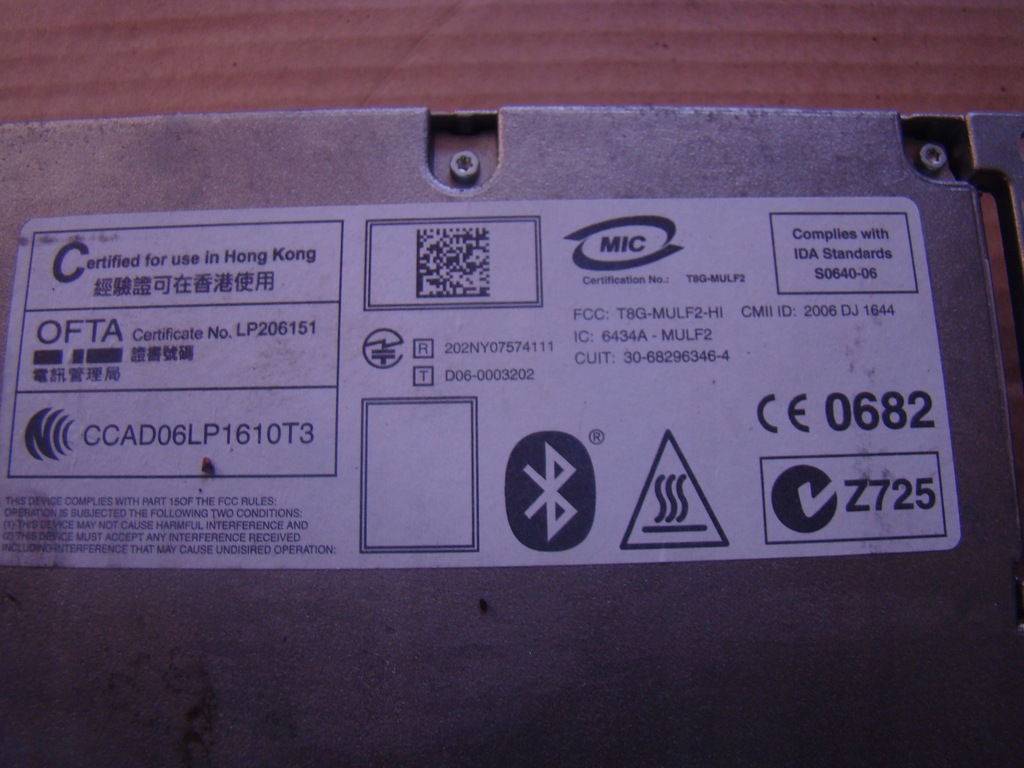 Certified for use in Hong Kong
經驗證可在香港使用
OFTA Certificate No. LP206151
證書號碼
電訊管理局
CCAD06LP1610T3
THIS DEVICE COMPLIES WITH PART 15OF THE FCC RULES:
OPERATION IS SUBJECTED THE FOLLOWING TWO CONDITIONS:
(1) THIS DEVICE MAY NOT CAUSE HARMFUL INTERFERENCE AND
(2) THIS DEVICE MUST ACCEPT ANY INTERFERENCE RECEIVED
INCLUDING INTERFERENCE THAT MAY CAUSE UNDISIRED OPERATION:
R 202NY07574111
T D06-0003202
MIC
Certification No.: T8G-MULF2
Complies with
IDA Standards
S0640-06
FCC: T8G-MULF2-HI CMII ID: 2006 DJ 1644
IC: 6434A - MULF2
CUIT: 30-68296346-4
®
CE 0682
Z725